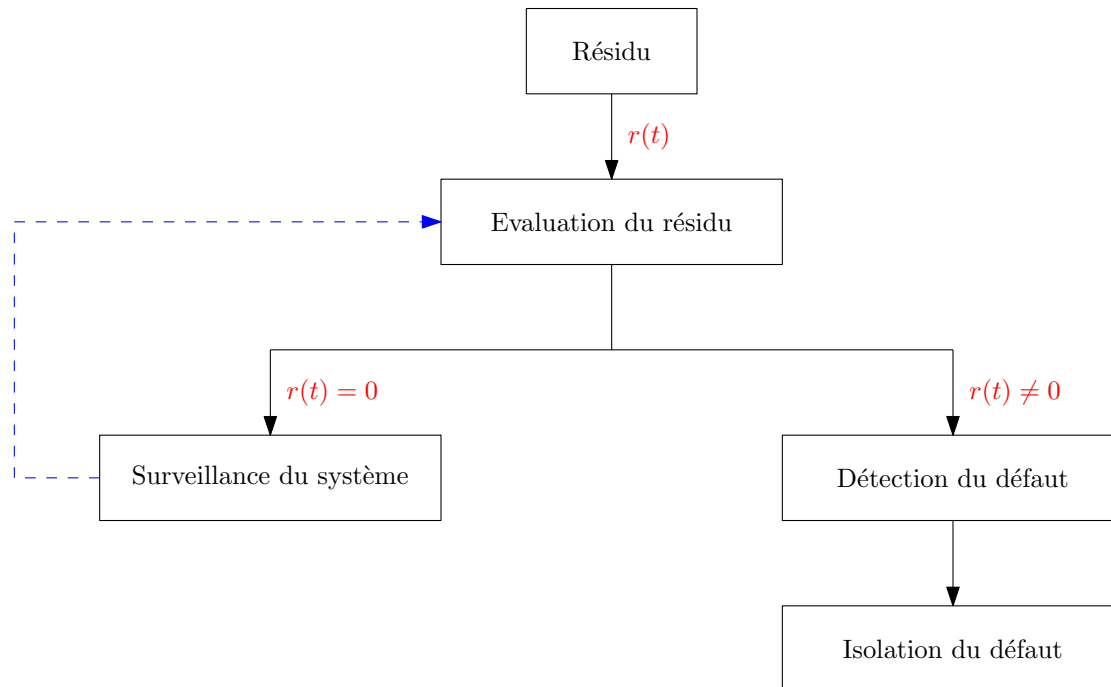 Résidu
r(t)
Evaluation du résidu
r(t) = 0
r(t) ≠ 0
Surveillance du système
Détection du défaut
Isolation du défaut